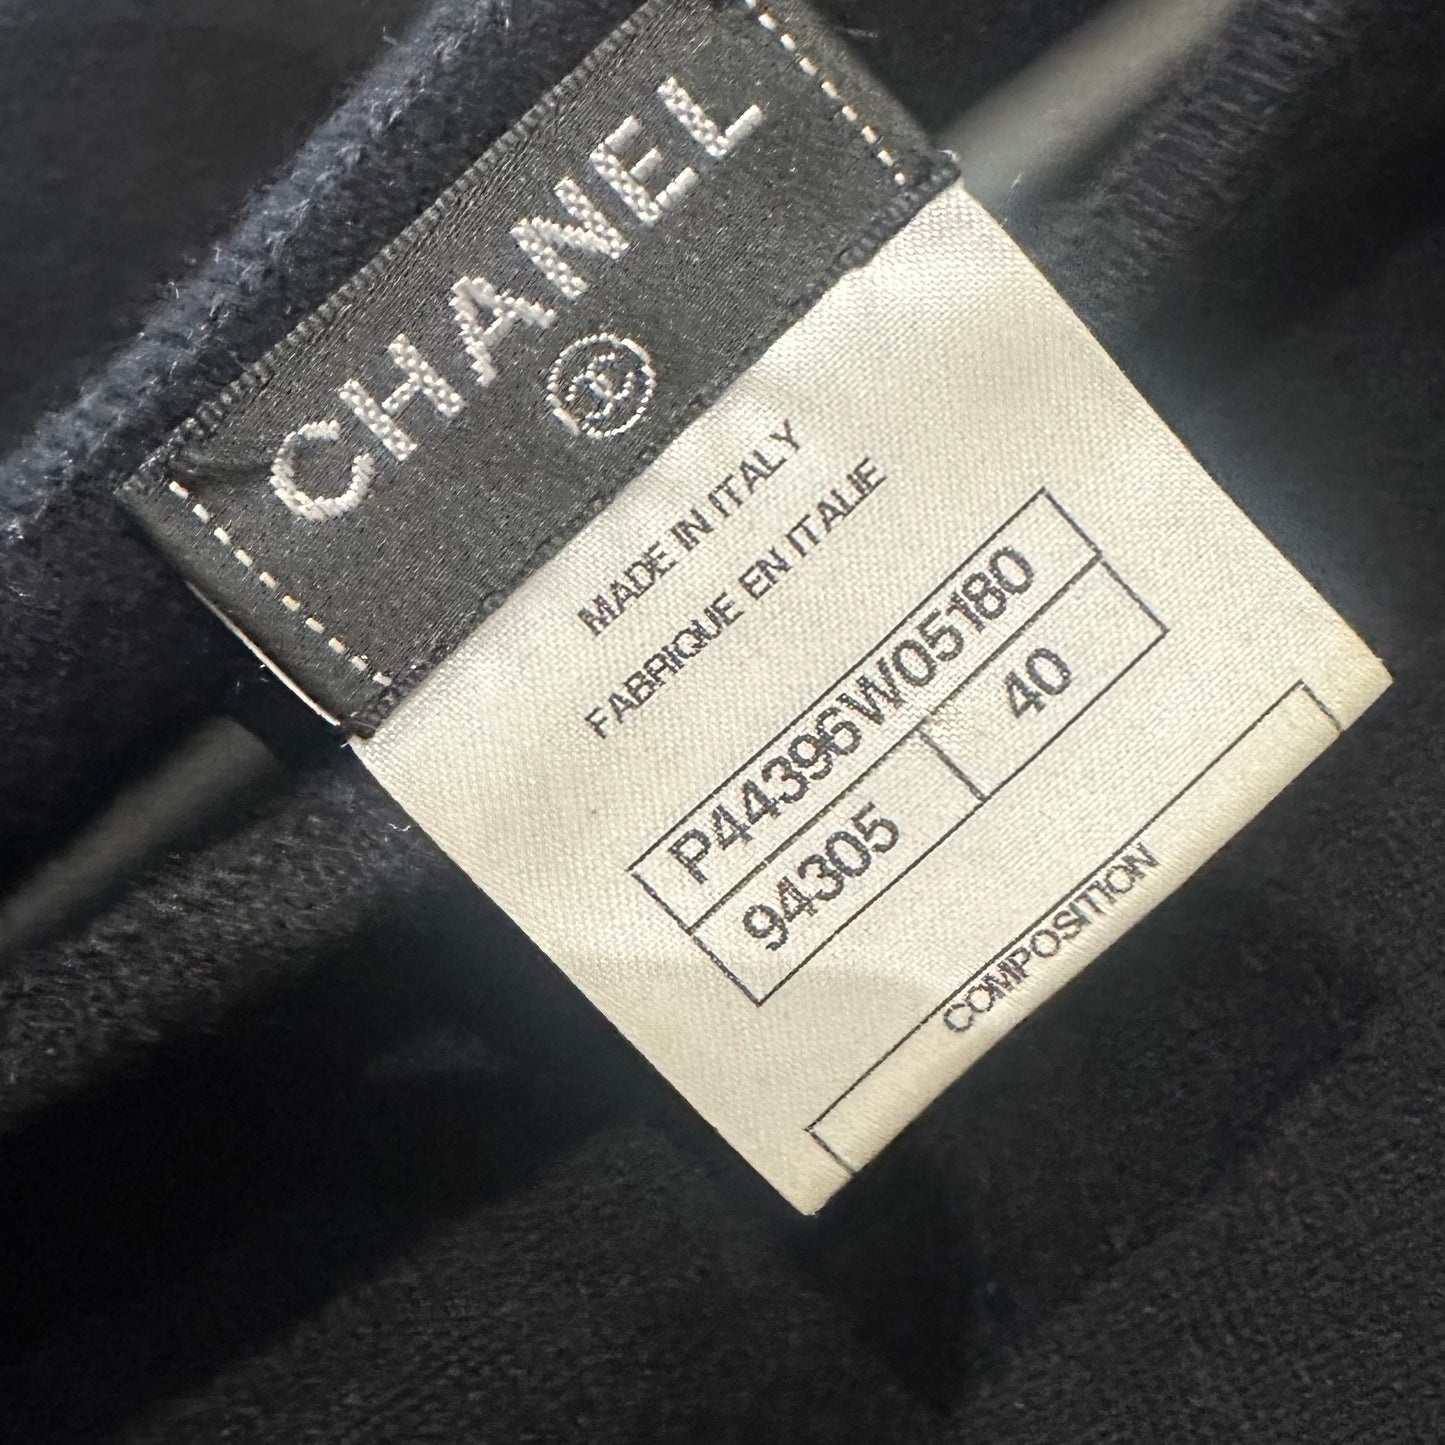 CHANEL
MADE IN ITALY
FABRIQUE EN ITALIE
P44396W05180
94305 40
COMPOSITION